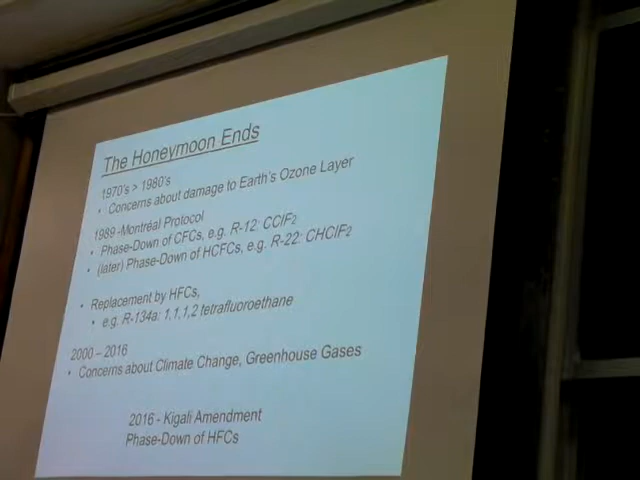 The Honeymoon Ends
1970's > 1980's
• Concerns about damage to Earth's Ozone Layer
1989 -Montréal Protocol
• Phase-Down of CFCs, e.g. R-12: CClF2
• (later) Phase-Down of HCFCs, e.g. R-22: CHClF2
• Replacement by HFCs,
• e.g. R-134a: 1,1,1,2 tetrafluoroethane
2000 – 2016
• Concerns about Climate Change, Greenhouse Gases
2016 - Kigali Amendment
Phase-Down of HFCs